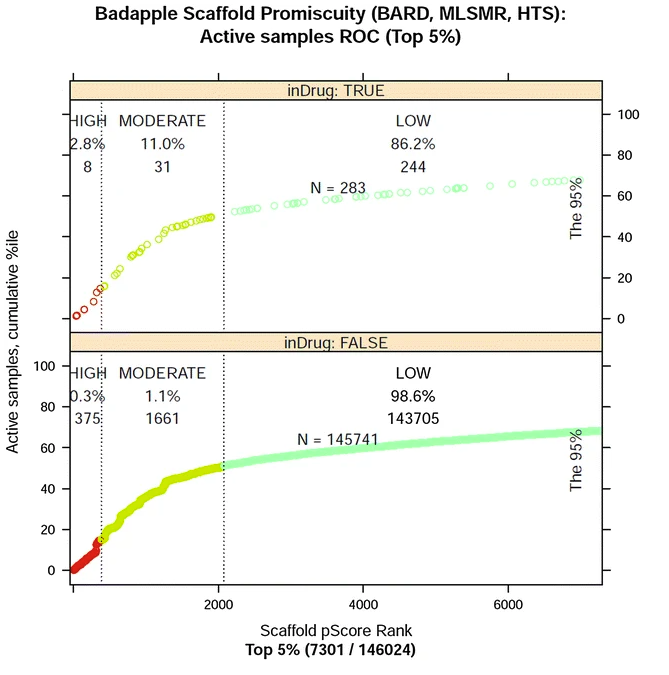 Badapple Scaffold Promiscuity (BARD, MLSMR, HTS):
Active samples ROC (Top 5%)
inDrug: TRUE
HIGH MODERATE LOW
2.8% 11.0% 86.2%
8 31 244
N = 283
The 95%
100
80
60
40
20
0
Active samples, cumulative %ile
inDrug: FALSE
HIGH MODERATE LOW
0.3% 1.1% 98.6%
375 1661 143705
N = 145741
The 95%
100
80
60
40
20
0
2000 4000 6000
Scaffold pScore Rank
Top 5% (7301 / 146024)